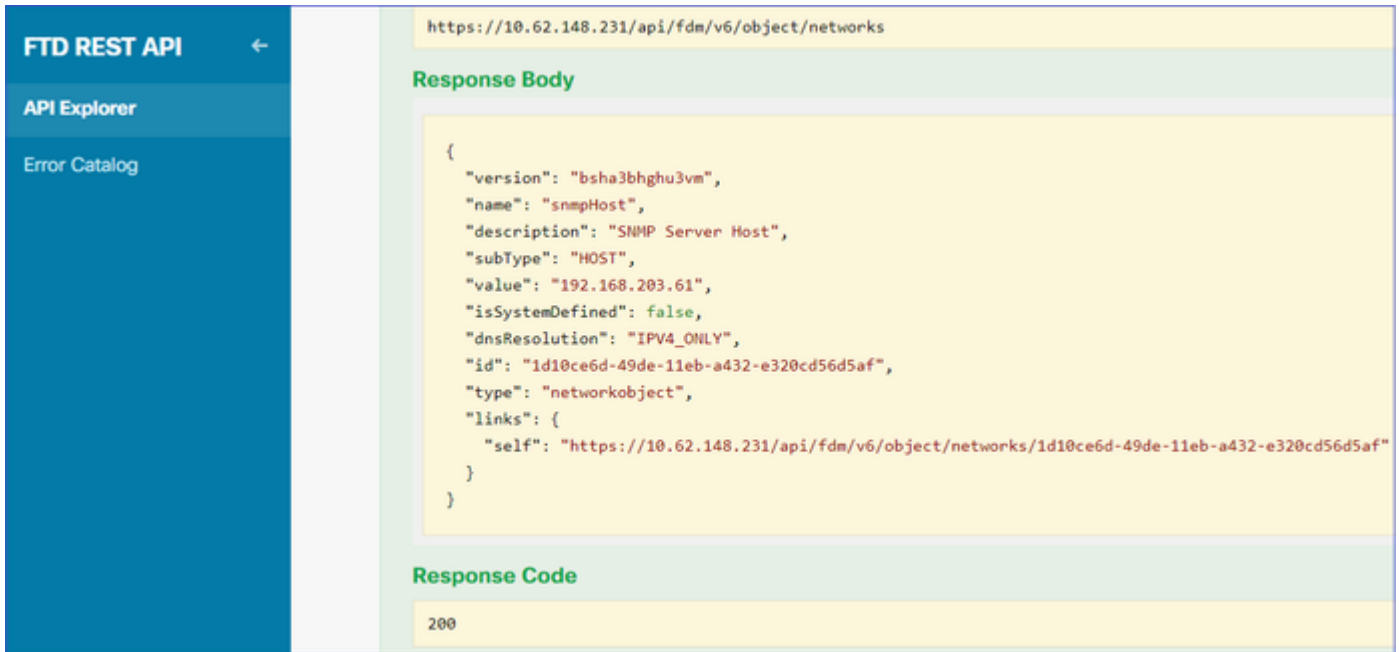 FTD REST API ←
API Explorer
Error Catalog
https://10.62.148.231/api/fdm/v6/object/networks
Response Body
{
"version": "bsha3bhghu3vm",
"name": "snmpHost",
"description": "SNMP Server Host",
"subType": "HOST",
"value": "192.168.203.61",
"isSystemDefined": false,
"dnsResolution": "IPV4_ONLY",
"id": "1d10ce6d-49de-11eb-a432-e320cd56d5af",
"type": "networkobject",
"links": {
"self": "https://10.62.148.231/api/fdm/v6/object/networks/1d10ce6d-49de-11eb-a432-e320cd56d5af"
}
}
Response Code
200